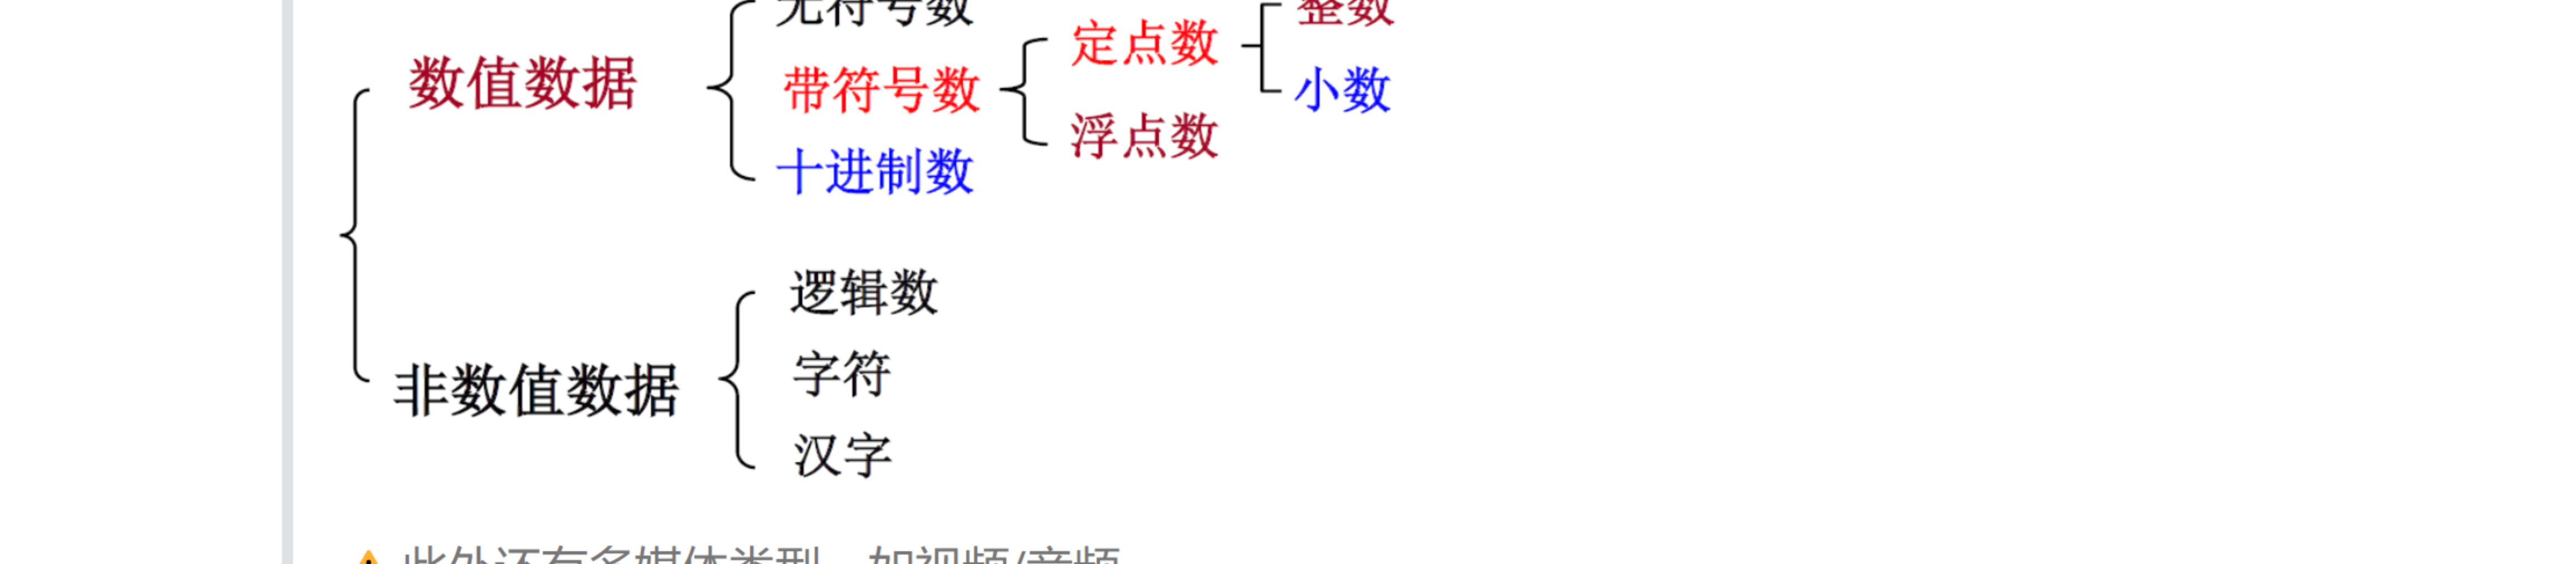 无符号数
整数
定点数
数值数据
带符号数
小数
浮点数
十进制数
逻辑数
字符
非数值数据
汉字
此外还有多媒体类型，如视频/音频